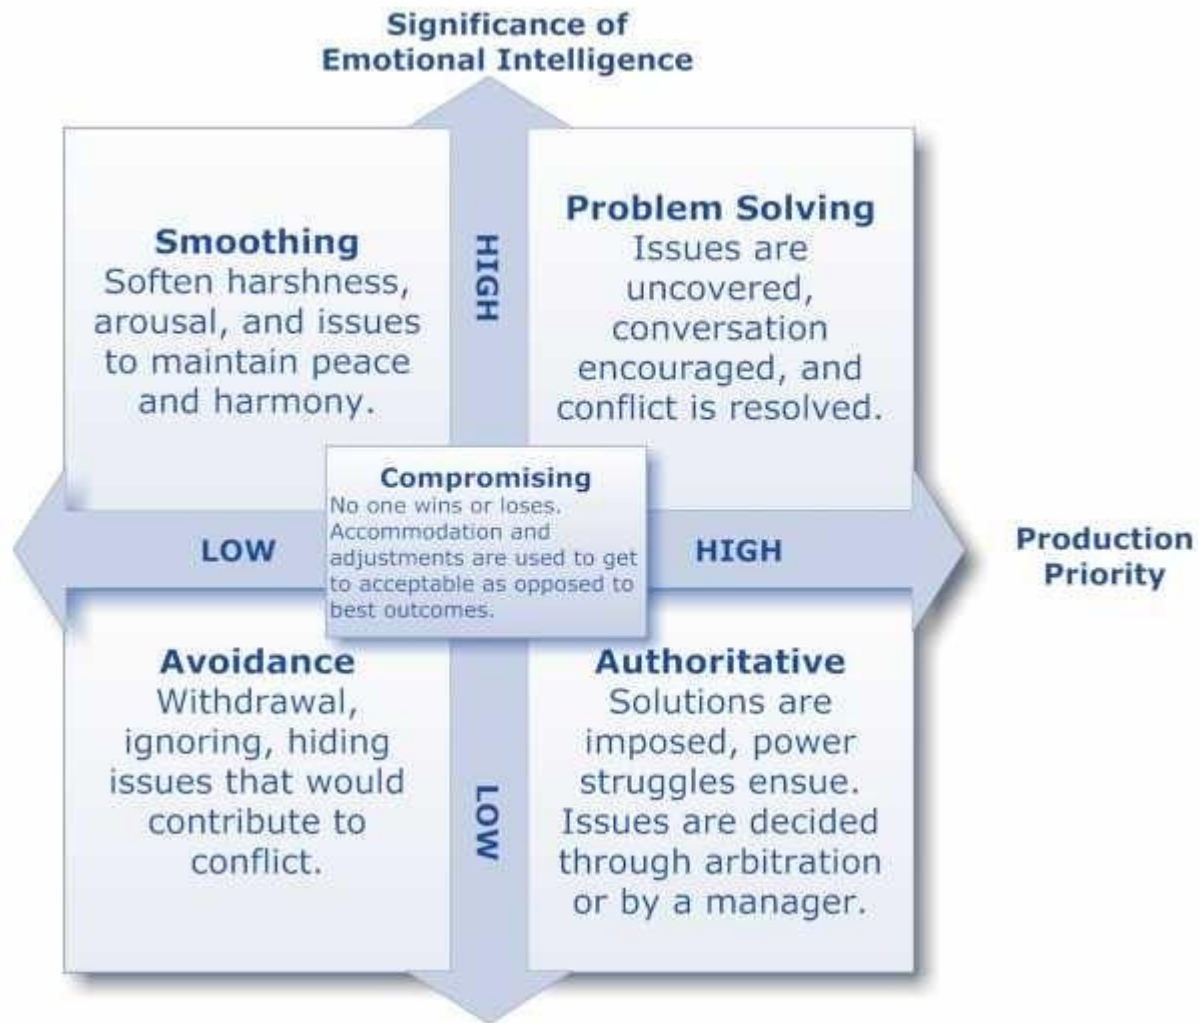 Significance of
Emotional Intelligence
Smoothing
Soften harshness,
arousal, and issues
to maintain peace
and harmony.
HIGH
Problem Solving
Issues are
uncovered,
conversation
encouraged, and
conflict is resolved.
LOW
Compromising
No one wins or loses.
Accommodation and
adjustments are used to get
to acceptable as opposed to
best outcomes.
HIGH
Production
Priority
Avoidance
Withdrawal,
ignoring, hiding
issues that would
contribute to
conflict.
LOW
Authoritative
Solutions are
imposed, power
struggles ensue.
Issues are decided
through arbitration
or by a manager.